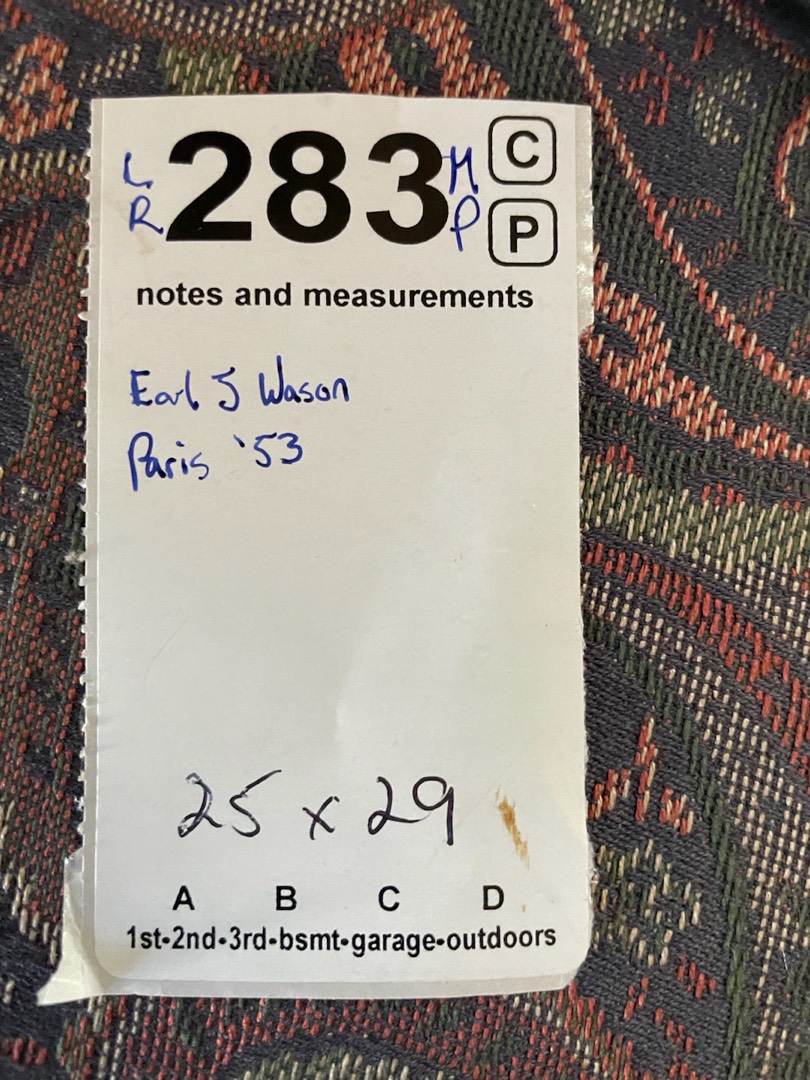 L 283 M C
R P P
notes and measurements
Earl J Wason
Paris '53
25 x 29
A B C D
1st-2nd-3rd-bsmt-garage-outdoors